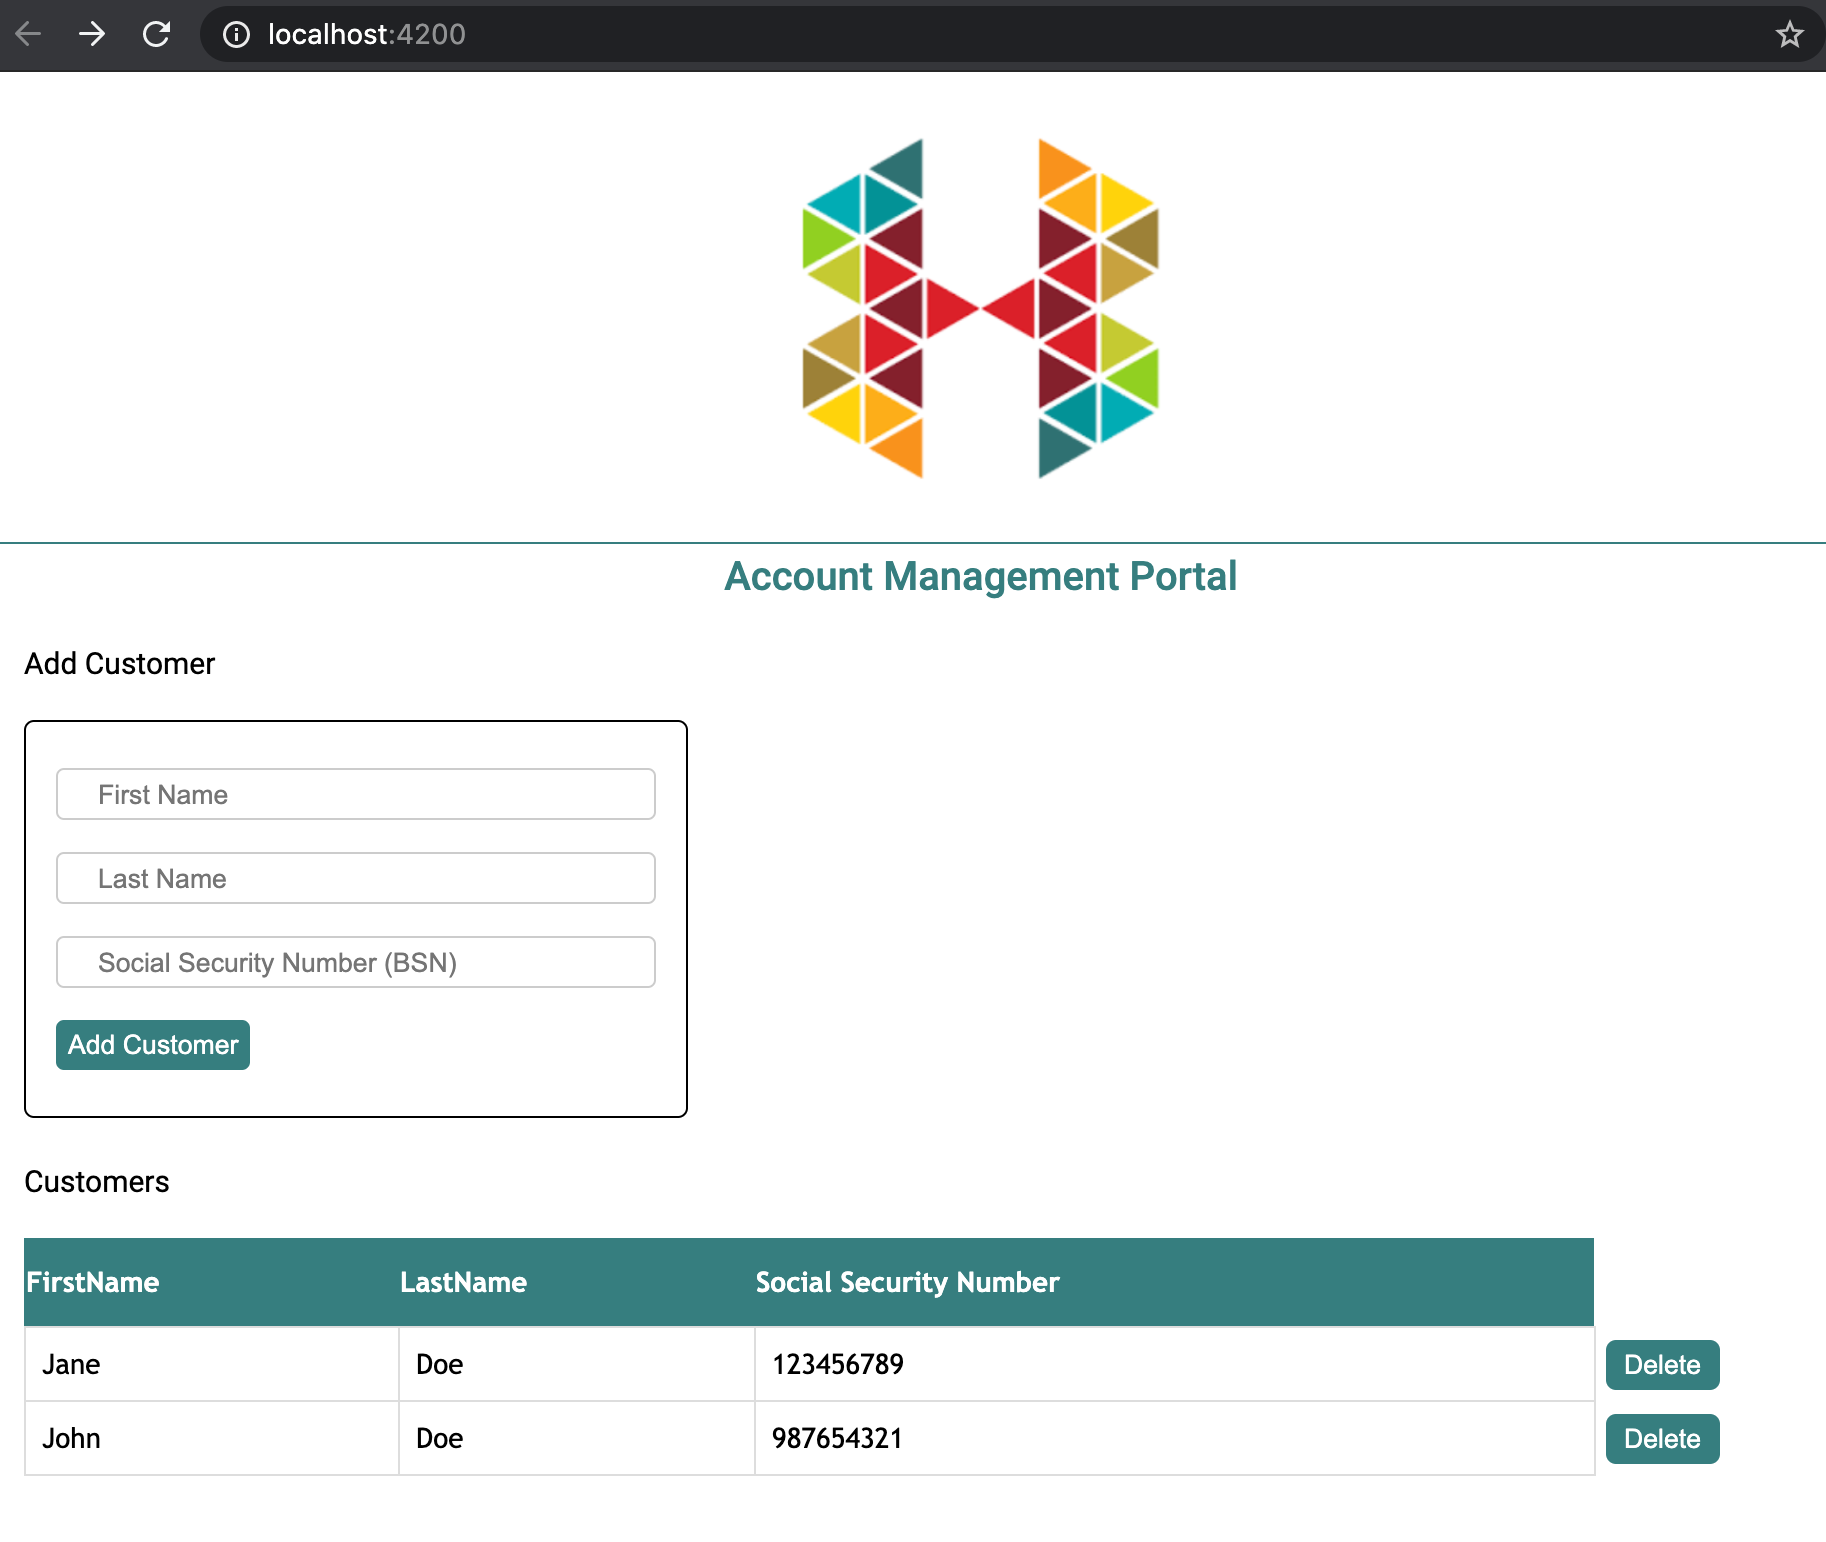 localhost:4200
Account Management Portal
Add Customer
First Name
Last Name
Social Security Number (BSN)
Add Customer
Customers
FirstName LastName Social Security Number
Jane Doe 123456789 Delete
John Doe 987654321 Delete